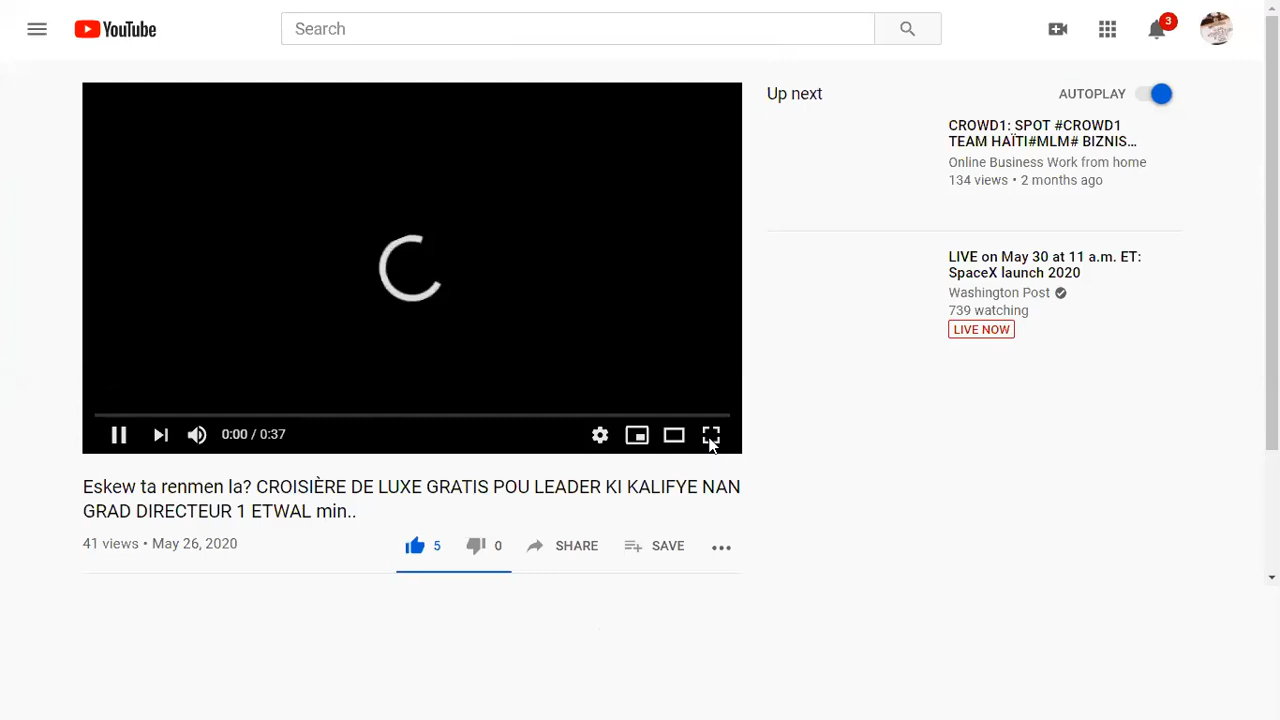 YouTube
Search
3
Up next
AUTOPLAY
CROWD1: SPOT #CROWD1
TEAM HAÏTI#MLM# BIZNIS...
Online Business Work from home
134 views • 2 months ago
LIVE on May 30 at 11 a.m. ET:
SpaceX launch 2020
Washington Post
739 watching
LIVE NOW
0:00 / 0:37
Eskew ta renmen la? CROISIÈRE DE LUXE GRATIS POU LEADER KI KALIFYE NAN
GRAD DIRECTEUR 1 ETWAL min..
41 views • May 26, 2020
5
0
SHARE
SAVE